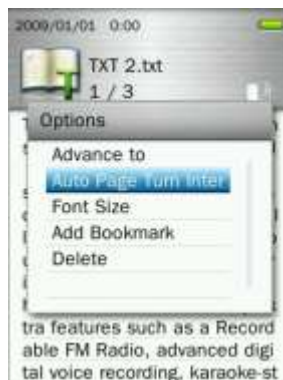 2009/01/01 0:00
TXT 2.txt
1 / 3
Options
Advance to
Auto Page Turn Inter
Font Size
Add Bookmark
Delete
tra features such as a Record
able FM Radio, advanced digi
tal voice recording, karaoke-st